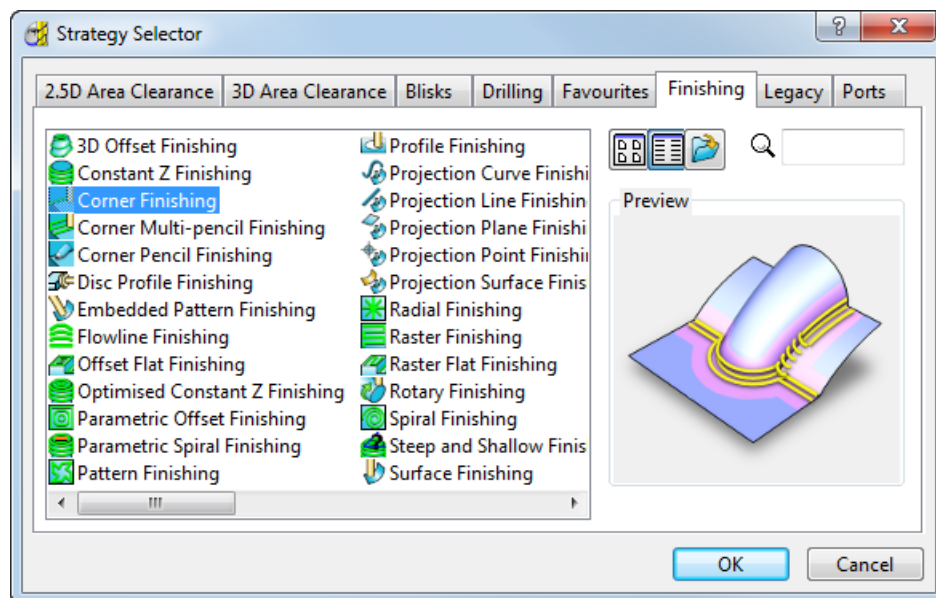 Strategy Selector
2.5D Area Clearance 3D Area Clearance Blisks Drilling Favourites Finishing Legacy Ports
3D Offset Finishing
Constant Z Finishing
Corner Finishing
Corner Multi-pencil Finishing
Corner Pencil Finishing
Disc Profile Finishing
Embedded Pattern Finishing
Flowline Finishing
Offset Flat Finishing
Optimised Constant Z Finishing
Parametric Offset Finishing
Parametric Spiral Finishing
Pattern Finishing
Profile Finishing
Projection Curve Finishi
Projection Line Finishin
Projection Plane Finishi
Projection Point Finishi
Projection Surface Finis
Radial Finishing
Raster Finishing
Raster Flat Finishing
Rotary Finishing
Spiral Finishing
Steep and Shallow Finis
Surface Finishing
Preview
OK Cancel